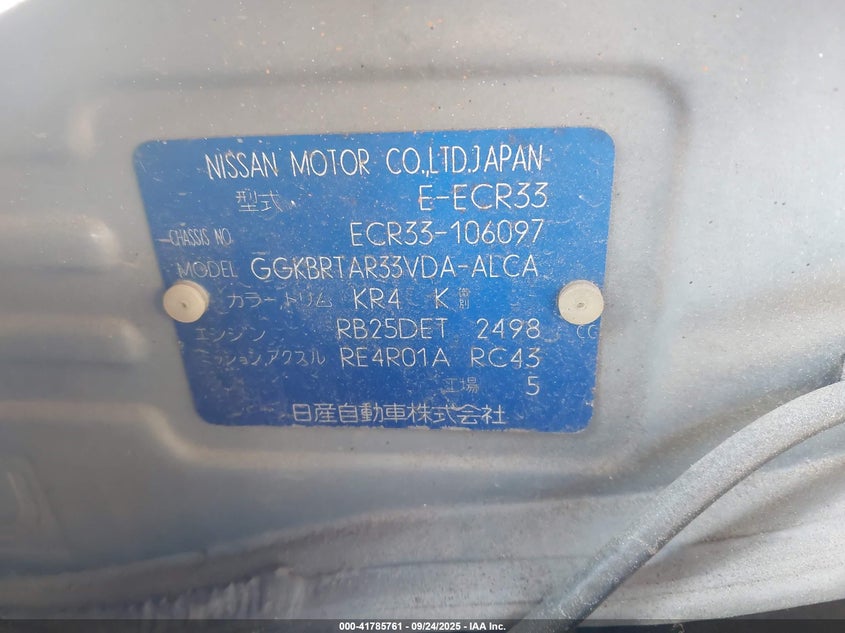 NISSAN MOTOR CO.,LTD.JAPAN
型式 E-ECR33
CHASSIS NO. ECR33-106097
MODEL GGKBRTAR33VDA-ALCA
カラー トリム KR4 K 特別
エンジン RB25DET 2498 CC
ミッション,アクスル RE4R01A RC43
工場 5
日産自動車株式会社
000-41785761 | 09/24/2025 | IAA Inc.